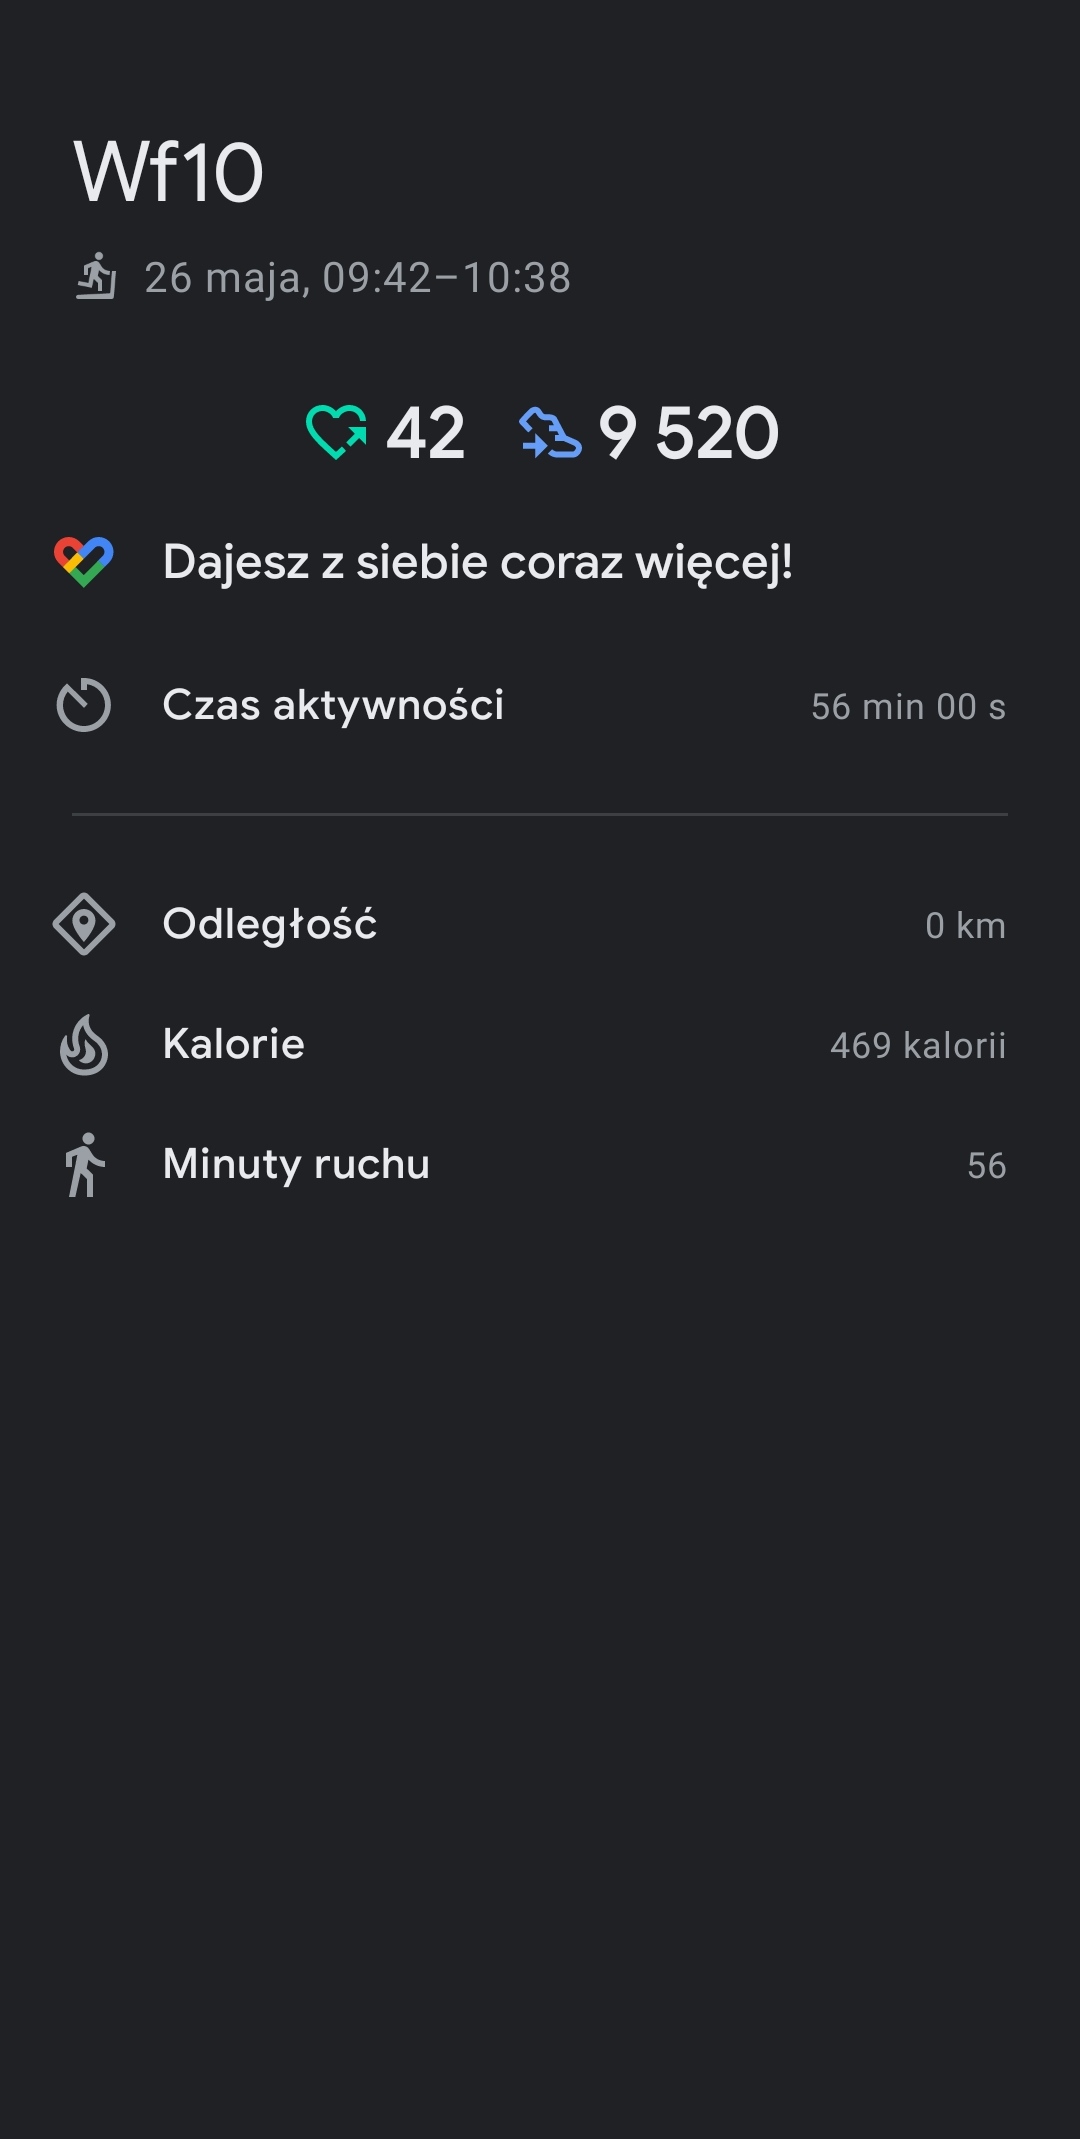 Wf10
26 maja, 09:42–10:38
42 9 520
Dajesz z siebie coraz więcej!
Czas aktywności 56 min 00 s
Odległość 0 km
Kalorie 469 kalorii
Minuty ruchu 56